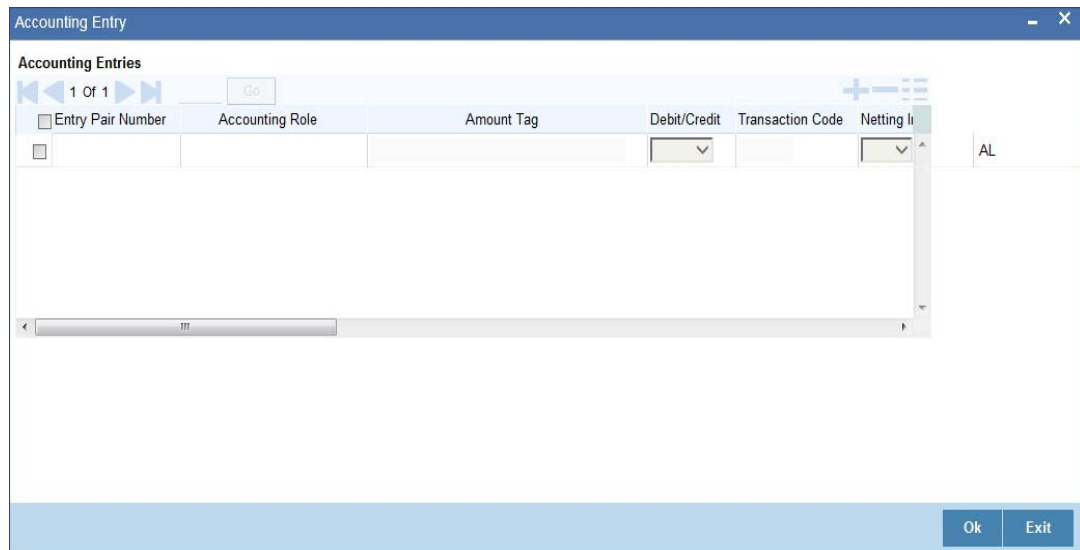 Accounting Entry
Accounting Entries
1 Of 1 Go
Entry Pair Number Accounting Role Amount Tag Debit/Credit Transaction Code Netting
AL
Ok Exit